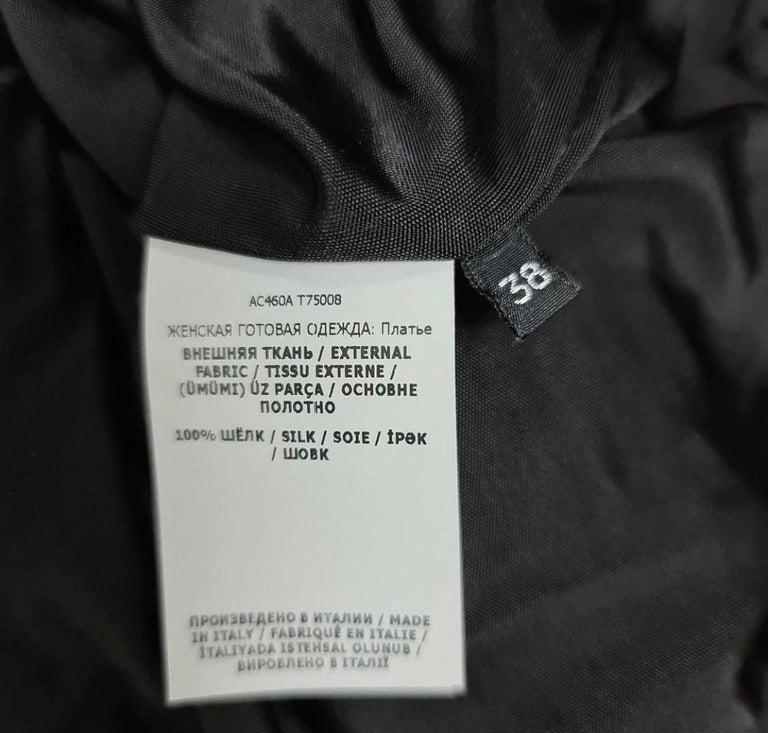 38
AC460A T75008
ЖЕНСКАЯ ГОТОВАЯ ОДЕЖДА: Платье
ВНЕШНЯЯ ТКАНЬ / EXTERNAL
FABRIC / TISSU EXTERNE /
(ÜMÜMI) ÜZ PARÇA / ОСНОВНЕ
ПОЛОТНО
100% ШЁЛК / SILK / SOIE / İPƏK
/ ШОВК
ПРОИЗВЕДЕНО В ИТАЛИИ / MADE
IN ITALY / FABRIQUÉ EN ITALIE /
İTALIYADA ISTEHSAL OLUNUB /
ВИРОБЛЕНО В ІТАЛІЇ